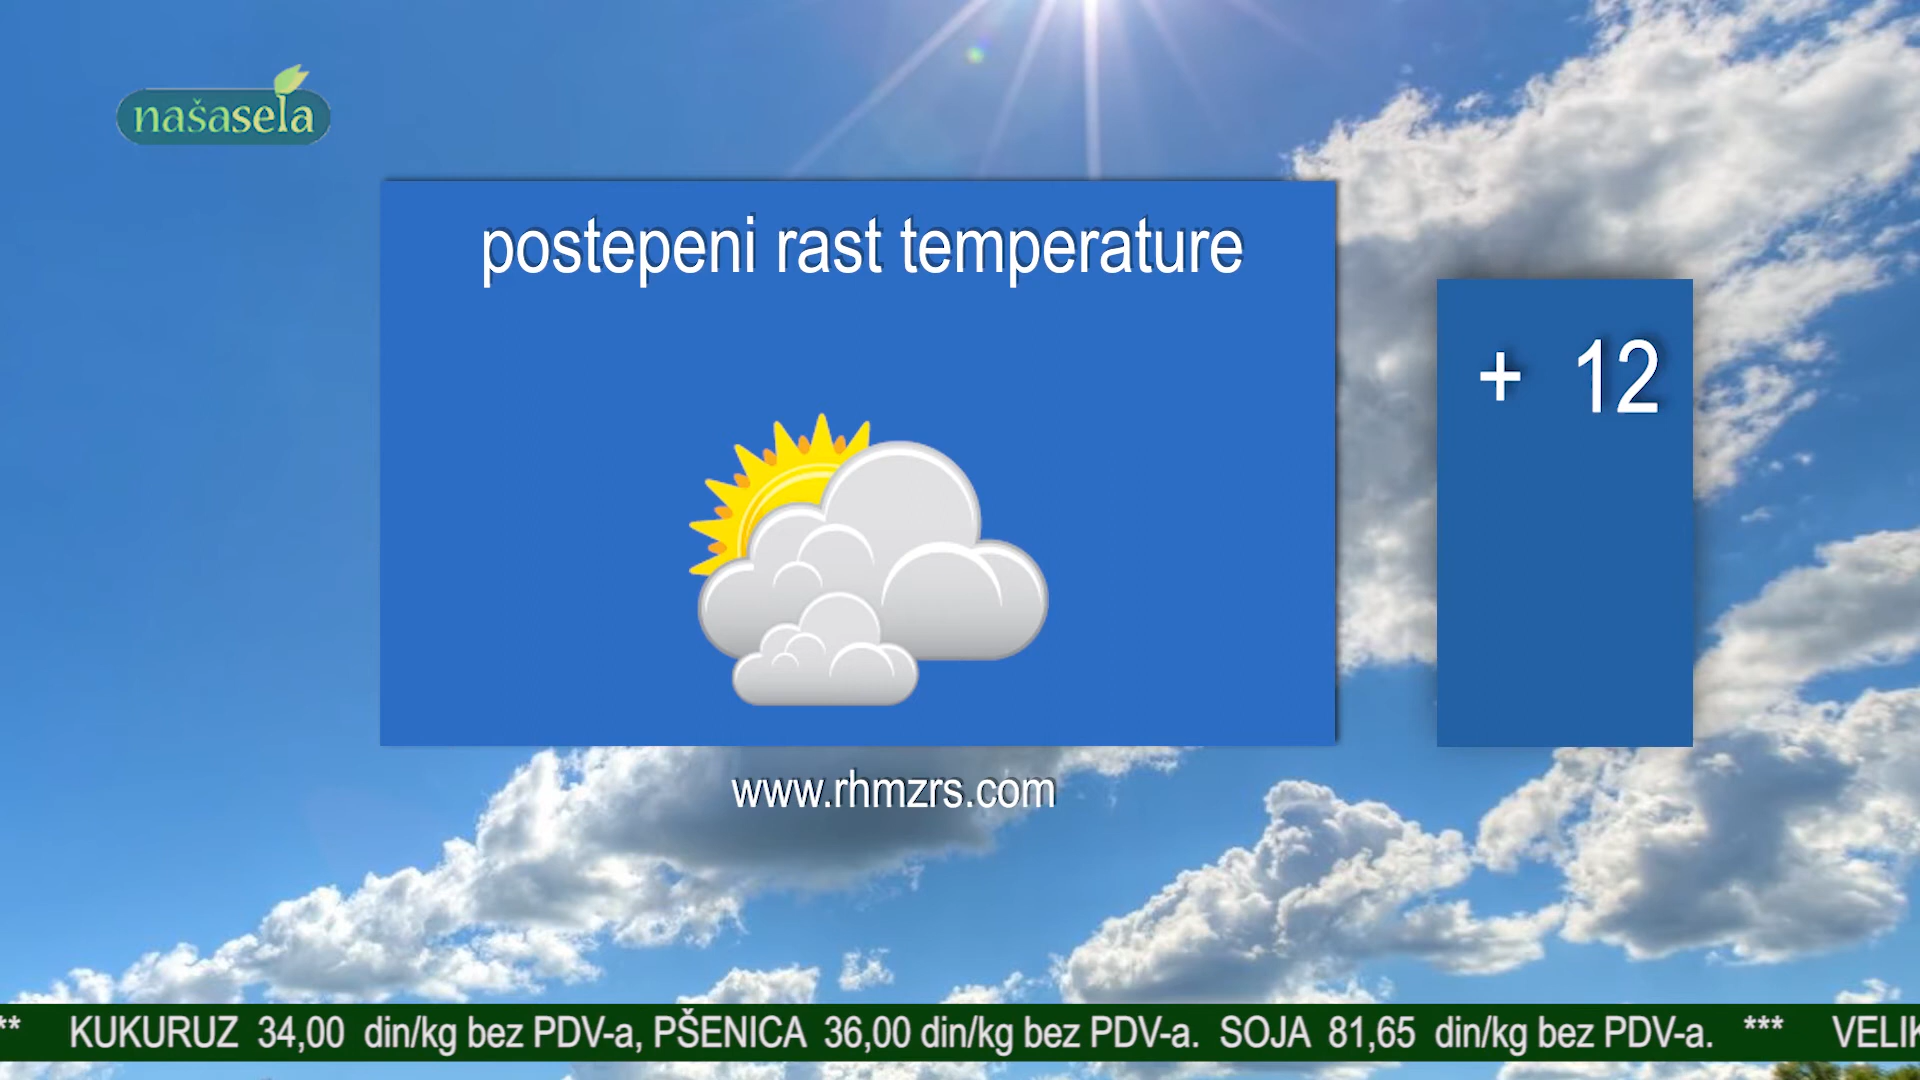 našasela
postepeni rast temperature
+ 12
www.rhmzrs.com
** KUKURUZ 34,00 din/kg bez PDV-a, PŠENICA 36,00 din/kg bez PDV-a. SOJA 81,65 din/kg bez PDV-a. *** VELIK